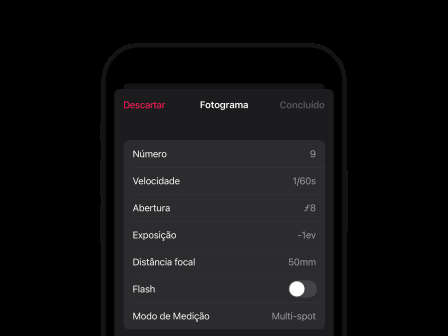 Descartar Fotograma Concluído
Número 9
Velocidade 1/60s
Abertura ƒ8
Exposição -1ev
Distância focal 50mm
Flash
Modo de Medição Multi-spot